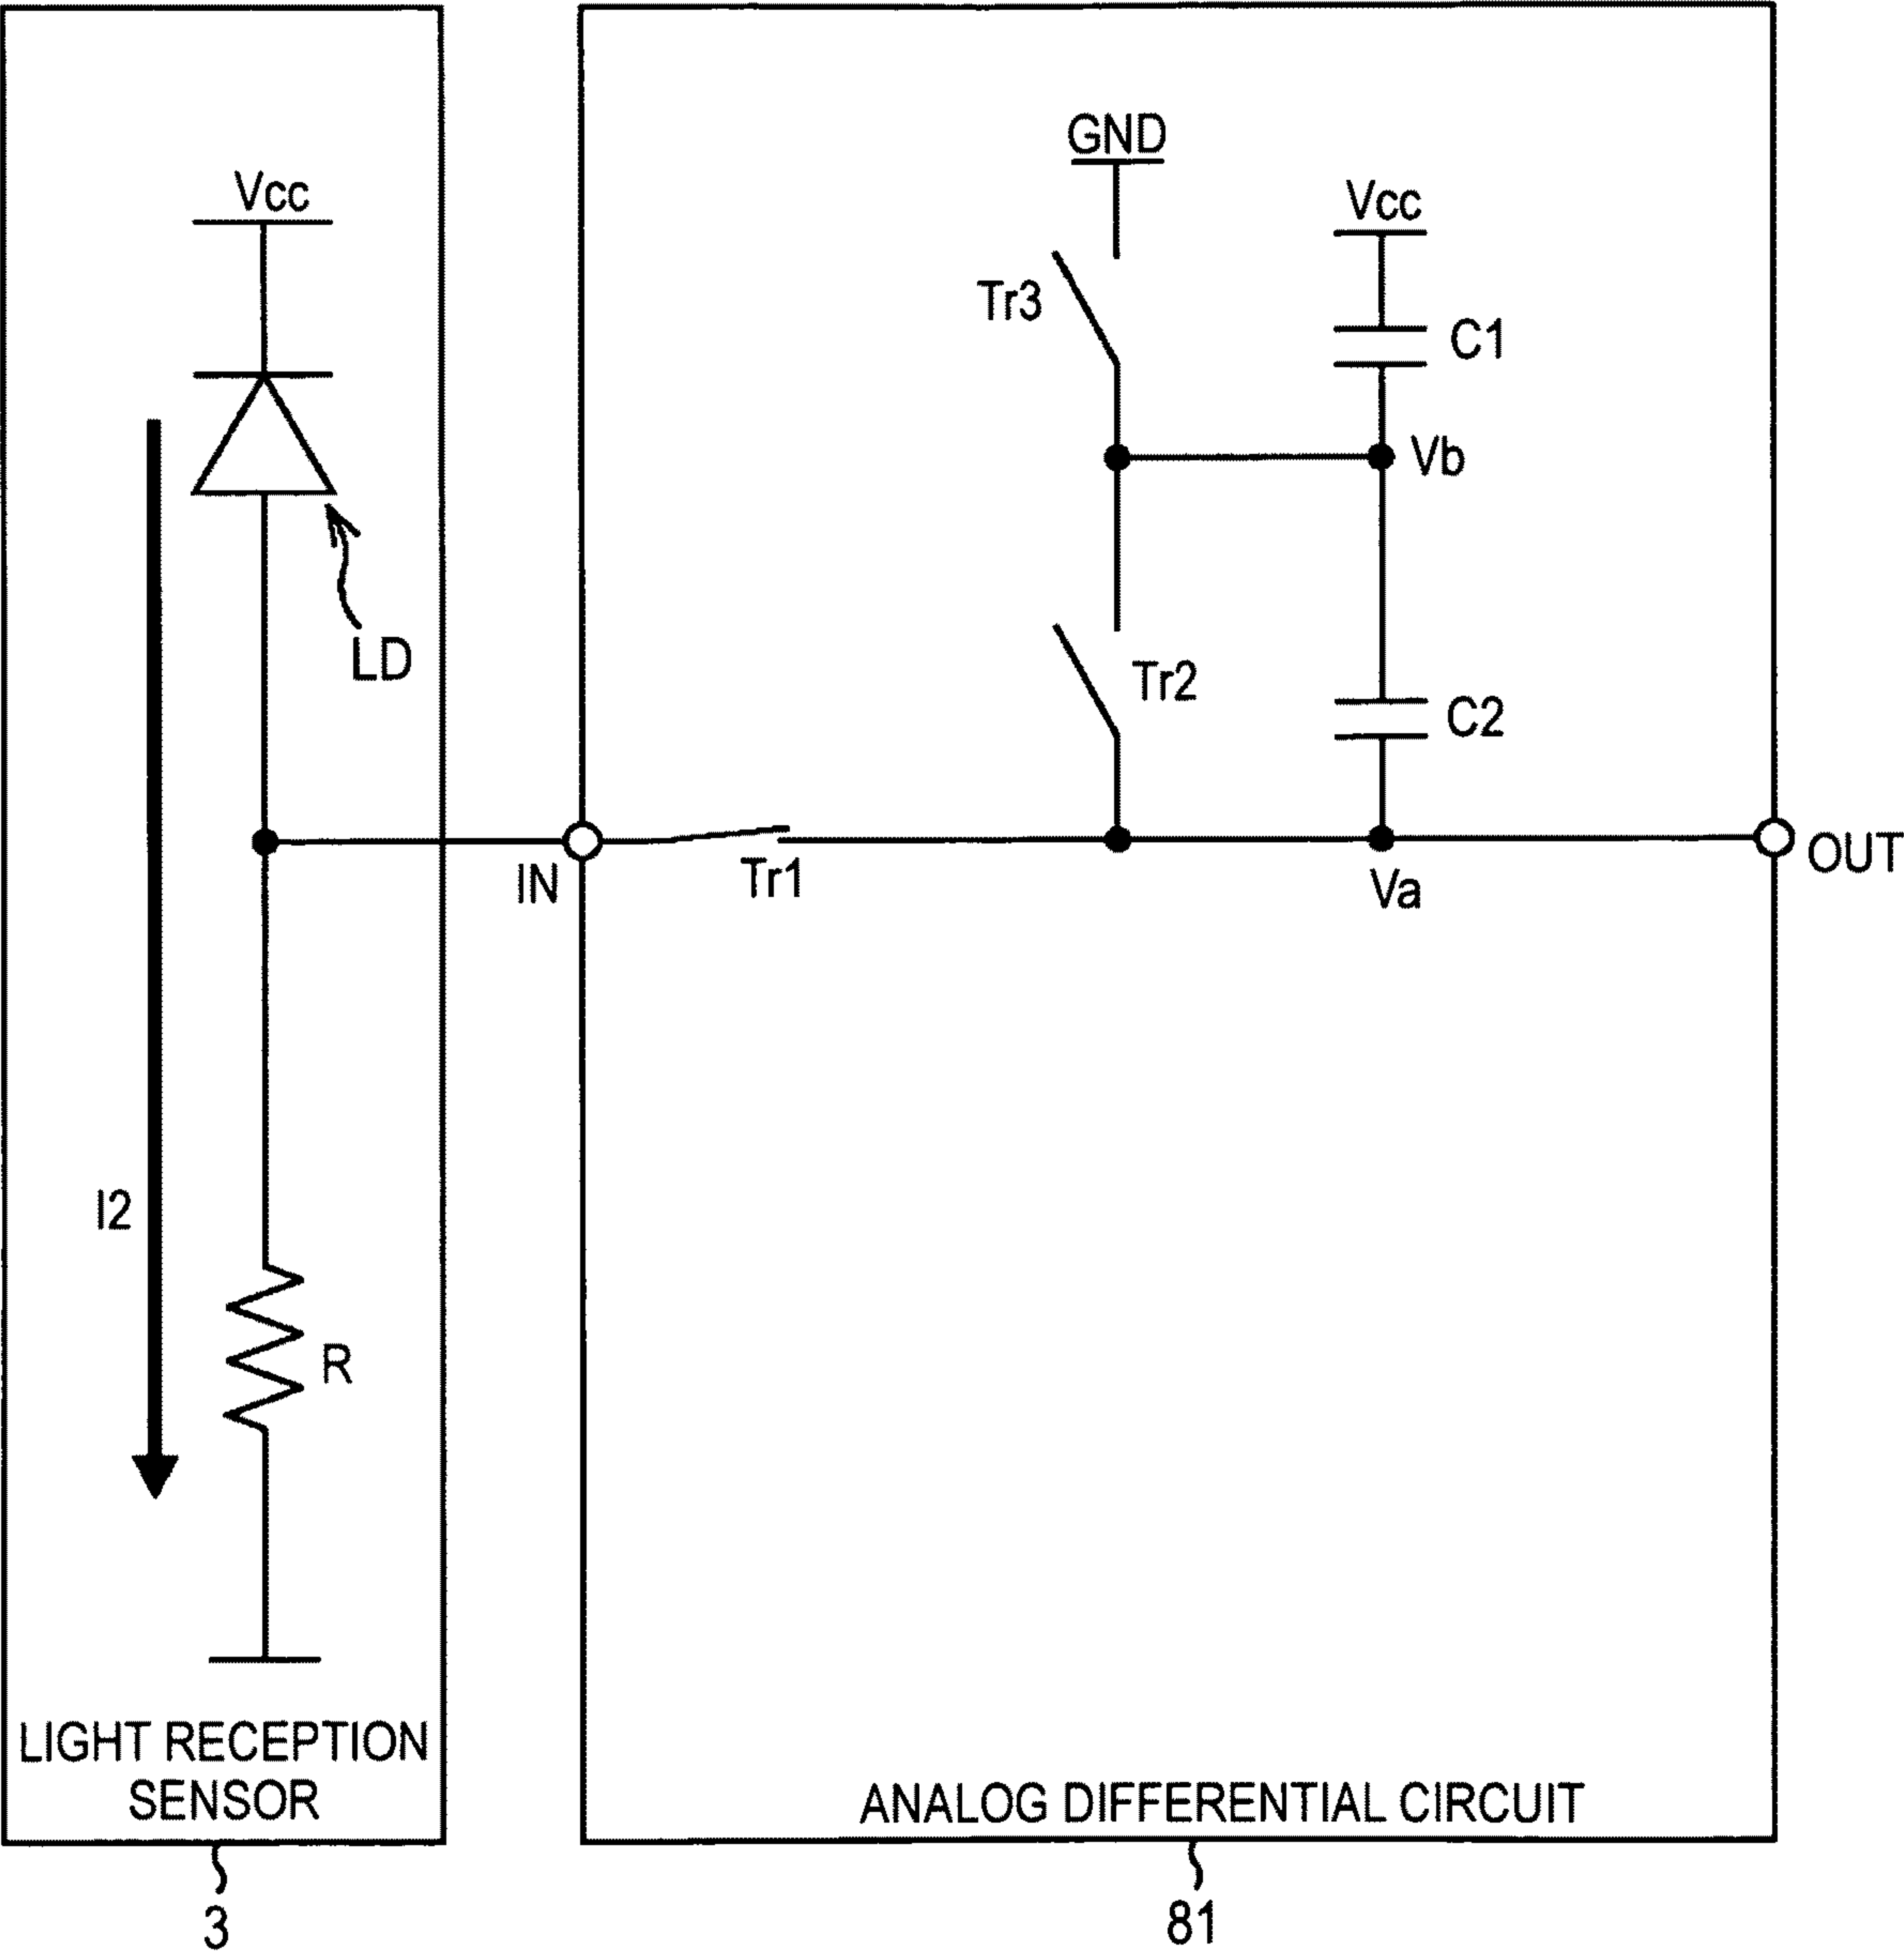 GND
Vcc
Vcc
Tr3
C1
Vb
LD
Tr2
C2
IN
Tr1
Va
OUT
I2
R
LIGHT RECEPTION
SENSOR
ANALOG DIFFERENTIAL CIRCUIT
3
81